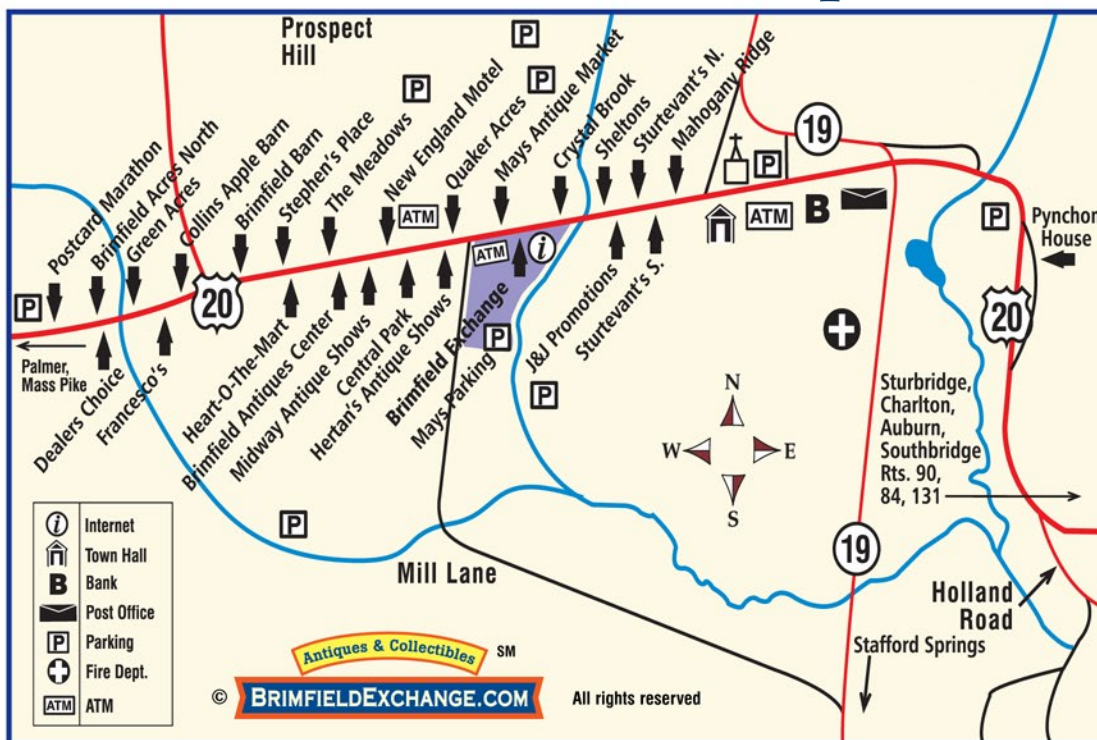 Prospect
Hill
Postcard Marathon
Brimfield Acres North
Green Acres
Collins Apple Barn
Brimfield Barn
Stephen's Place
The Meadows
P
New England Motel
P
Quaker Acres
P
Mays Antique Market
Crystal Brook
Sheltons
Sturtevant's N.
Mahogany Ridge
P
19
ATM
ATM
i
ATM
B
P
Pynchon
House
P
20
20
Palmer,
Mass Pike
Dealers Choice
Francesco's
Heart-O-The-Mart
Brimfield Antiques Center
Midway Antique Shows
Central Park
Hertan's Antique Shows
Brimfield Exchange
Mays Parking
P
J&J Promotions
Sturtevant's S.
P
N
W
E
S
Sturbridge,
Charlton,
Auburn,
Southbridge
Rts. 90,
84, 131
P
Mill Lane
19
Holland
Road
Stafford Springs
i Internet
Town Hall
B Bank
Post Office
P Parking
Fire Dept.
ATM ATM
Antiques & Collectibles SM
© BRIMFIELDEXCHANGE.COM All rights reserved